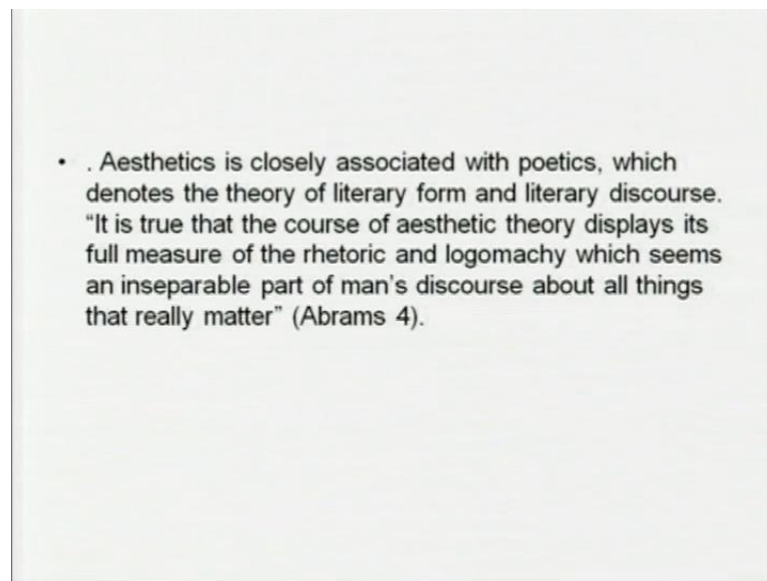 • . Aesthetics is closely associated with poetics, which
denotes the theory of literary form and literary discourse.
“It is true that the course of aesthetic theory displays its
full measure of the rhetoric and logomachy which seems
an inseparable part of man’s discourse about all things
that really matter” (Abrams 4).